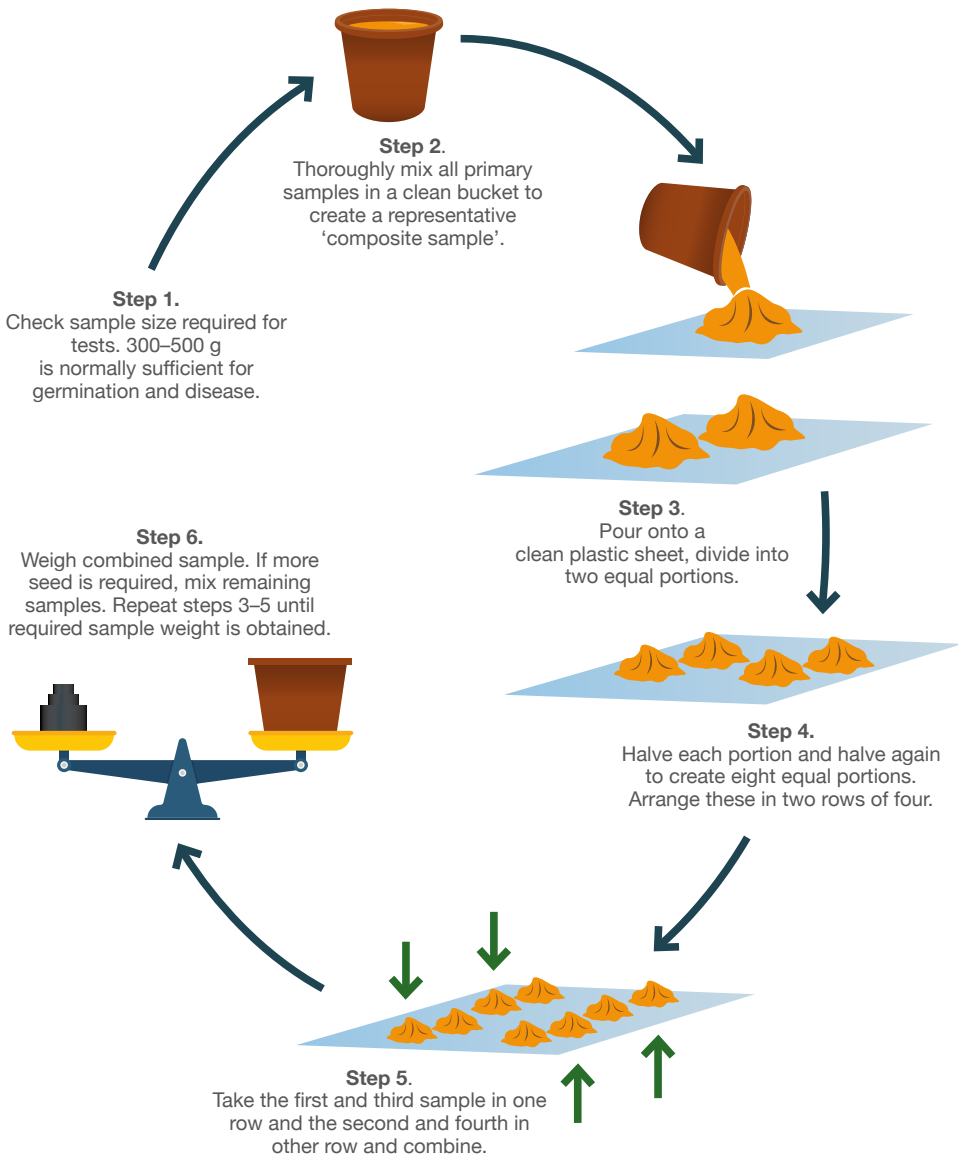 Step 1.
Check sample size required for
tests. 300–500 g
is normally sufficient for
germination and disease.
Step 2.
Thoroughly mix all primary
samples in a clean bucket to
create a representative
‘composite sample’.
Step 3.
Pour onto a
clean plastic sheet, divide into
two equal portions.
Step 4.
Halve each portion and halve again
to create eight equal portions.
Arrange these in two rows of four.
Step 5.
Take the first and third sample in one
row and the second and fourth in
other row and combine.
Step 6.
Weigh combined sample. If more
seed is required, mix remaining
samples. Repeat steps 3–5 until
required sample weight is obtained.